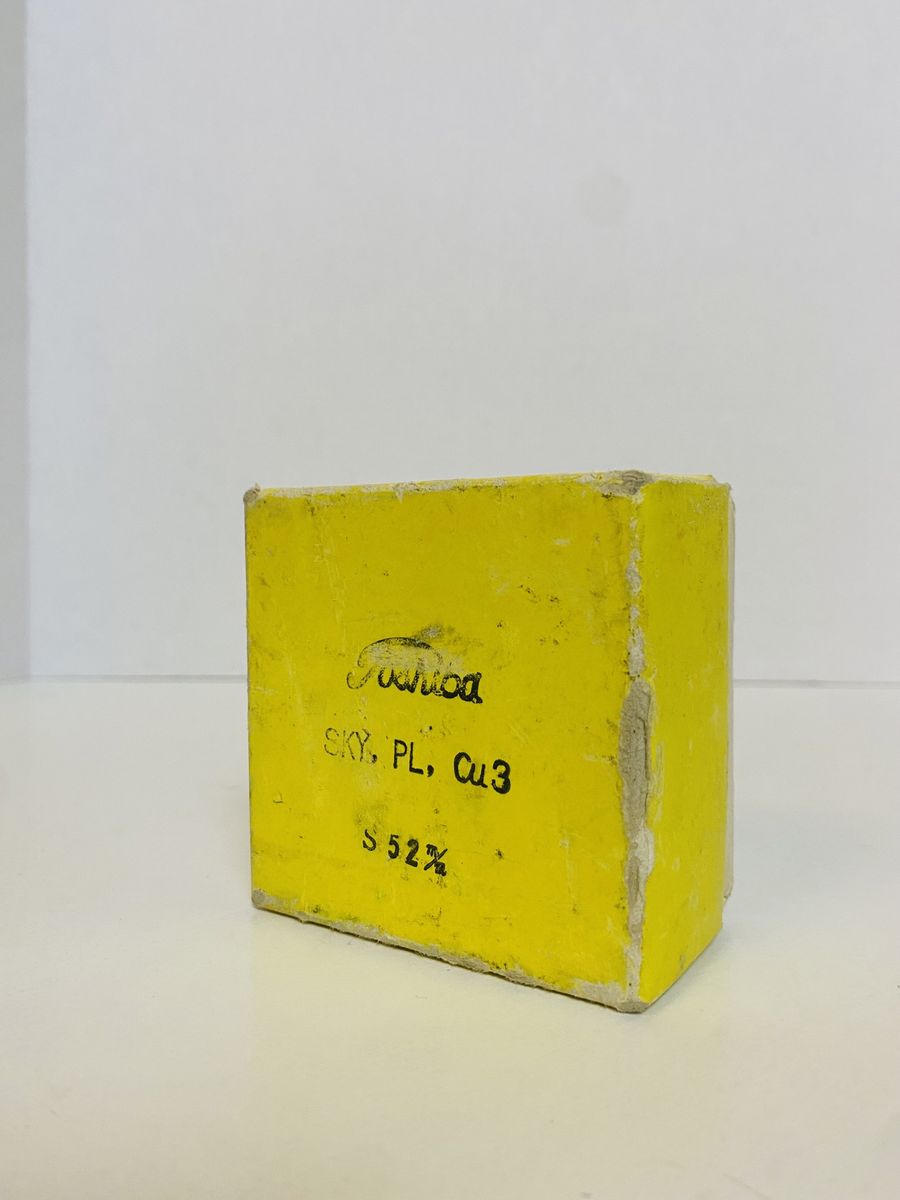 Toshiba
SKY. PL. Cu3
S 52 m/m